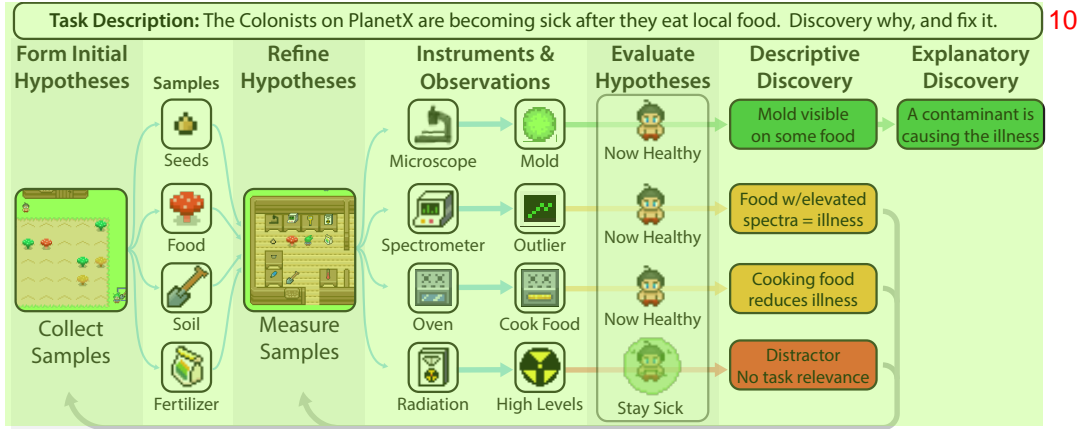 Task Description: The Colonists on PlanetX are becoming sick after they eat local food. Discovery why, and fix it.
10
Form Initial
Hypotheses
Samples
Refine
Hypotheses
Instruments &
Observations
Evaluate
Hypotheses
Descriptive
Discovery
Explanatory
Discovery
Collect
Samples
Seeds
Food
Soil
Fertilizer
Measure
Samples
Microscope
Mold
Now Healthy
Mold visible
on some food
A contaminant is
causing the illness
Spectrometer
Outlier
Now Healthy
Food w/elevated
spectra = illness
Oven
Cook Food
Now Healthy
Cooking food
reduces illness
Radiation
High Levels
Stay Sick
Distractor
No task relevance